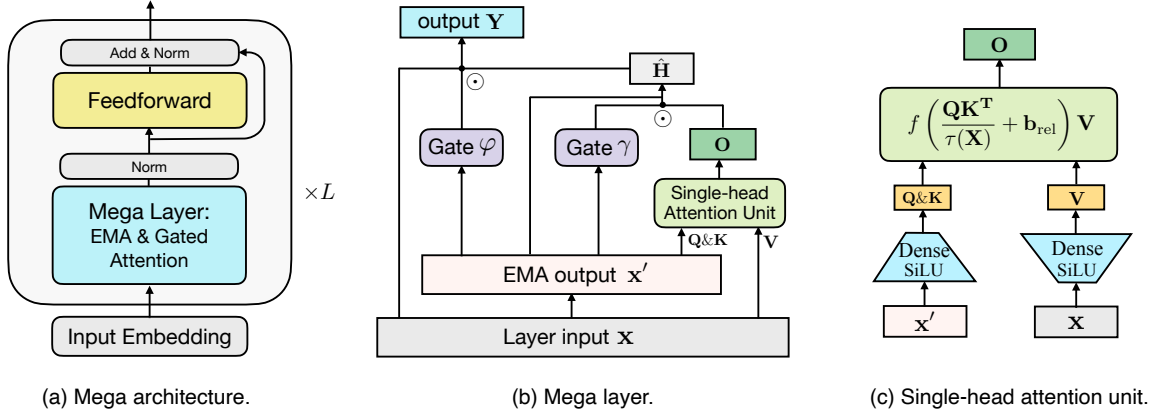 Add & Norm
Feedforward
Norm
Mega Layer:
EMA & Gated
Attention
×L
Input Embedding
(a) Mega architecture.
output Y
⊙
Ĥ
⊙
Gate φ
Gate γ
O
Single-head
Attention Unit
Q&K
V
EMA output x′
Layer input X
(b) Mega layer.
O
f(QK^T/τ(X) + b_rel) V
Q&K
V
Dense
SiLU
Dense
SiLU
x′
X
(c) Single-head attention unit.